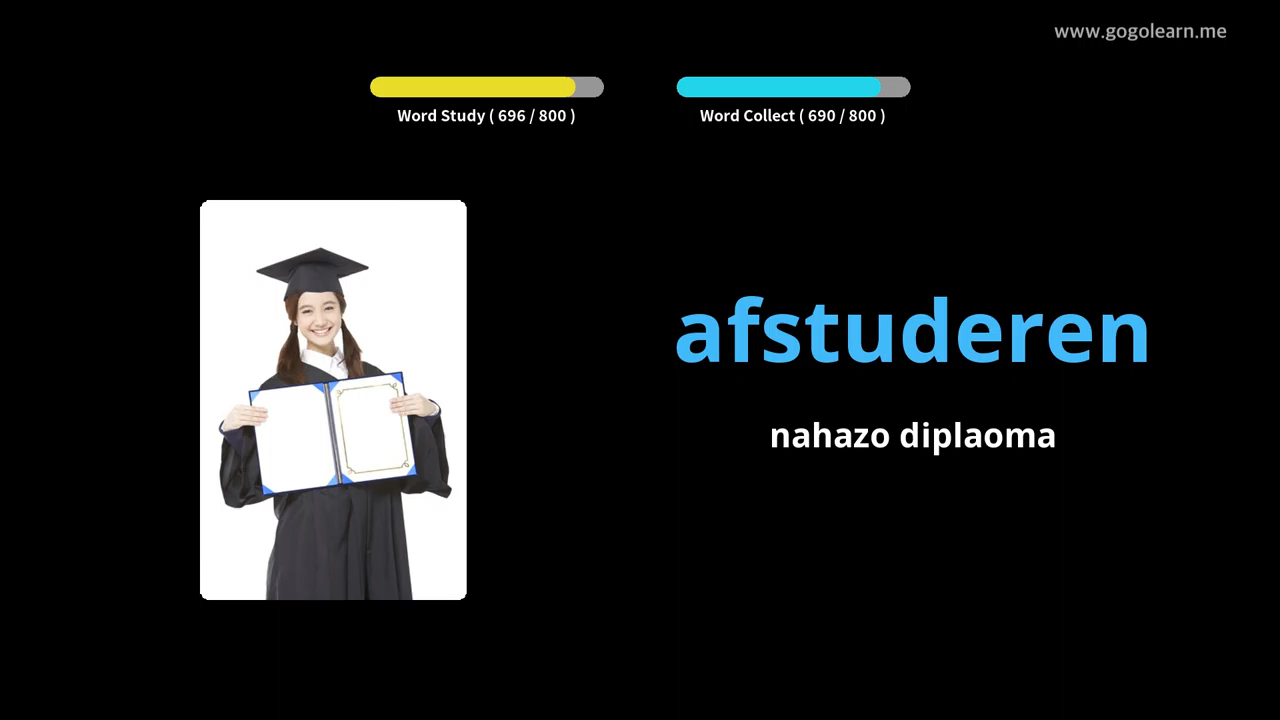 www.gogolearn.me
Word Study ( 696 / 800 )
Word Collect ( 690 / 800 )
afstuderen
nahazo diplaoma